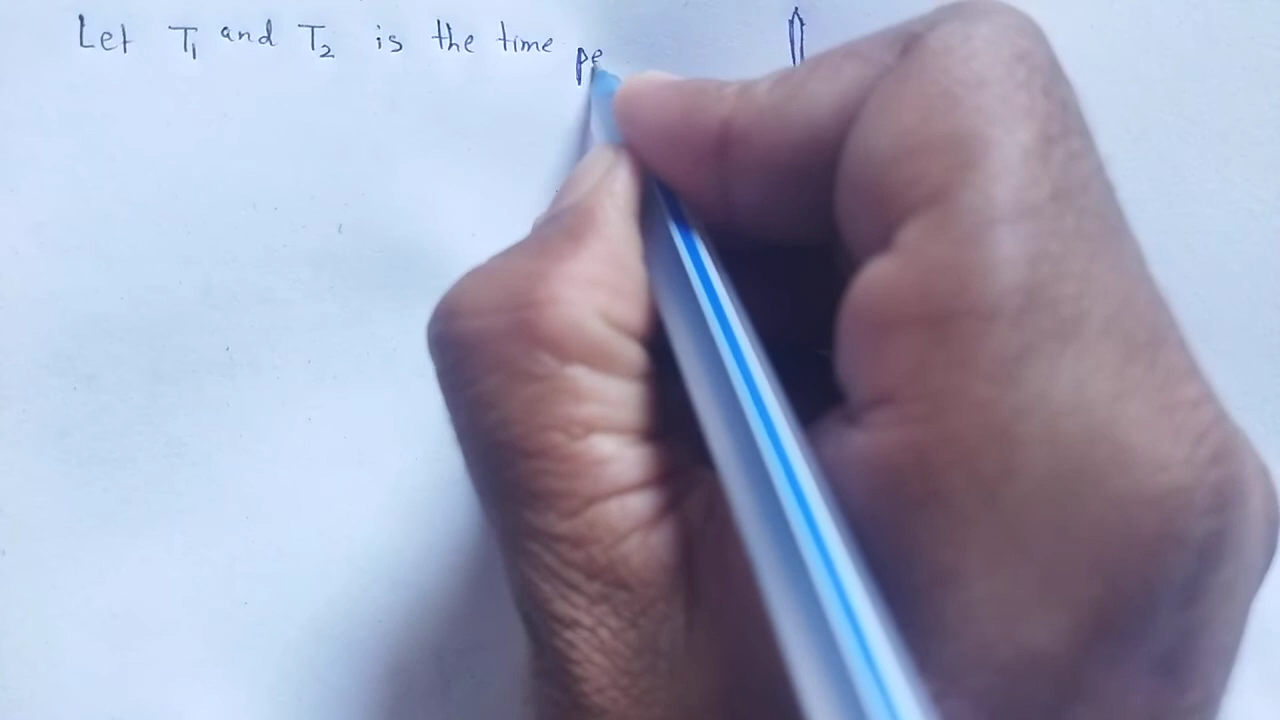 Let T₁ and T₂ is the time pe